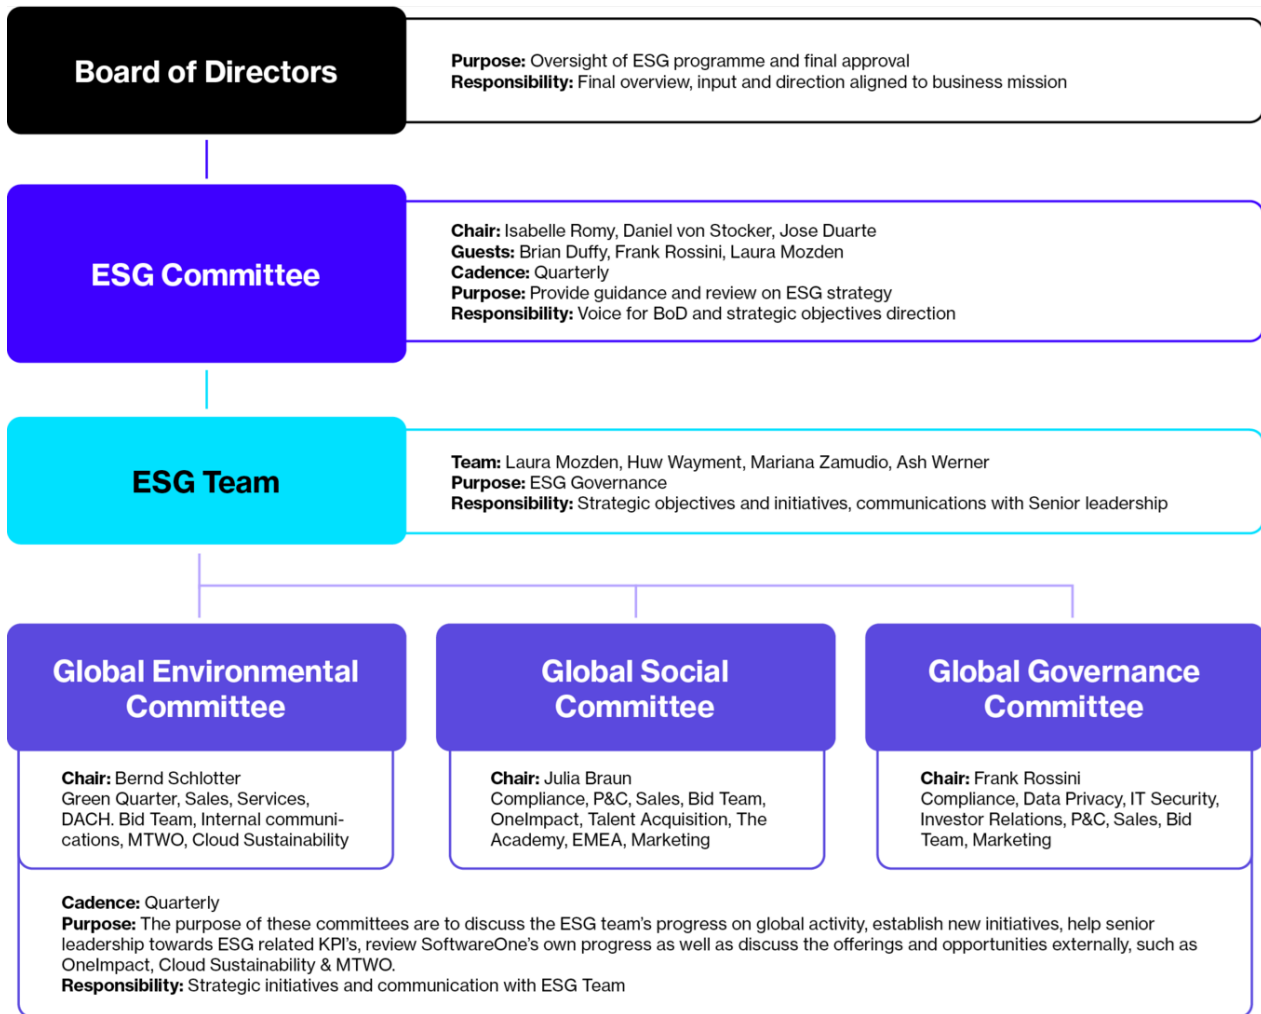 Board of Directors
Purpose: Oversight of ESG programme and final approval
Responsibility: Final overview, input and direction aligned to business mission
ESG Committee
Chair: Isabelle Romy, Daniel von Stocker, Jose Duarte
Guests: Brian Duffy, Frank Rossini, Laura Mozden
Cadence: Quarterly
Purpose: Provide guidance and review on ESG strategy
Responsibility: Voice for BoD and strategic objectives direction
ESG Team
Team: Laura Mozden, Huw Wayment, Mariana Zamudio, Ash Werner
Purpose: ESG Governance
Responsibility: Strategic objectives and initiatives, communications with Senior leadership
Global Environmental
Committee
Chair: Bernd Schlotter
Green Quarter, Sales, Services,
DACH. Bid Team, Internal communi-
cations, MTWO, Cloud Sustainability
Global Social
Committee
Chair: Julia Braun
Compliance, P&C, Sales, Bid Team,
OneImpact, Talent Acquisition, The
Academy, EMEA, Marketing
Global Governance
Committee
Chair: Frank Rossini
Compliance, Data Privacy, IT Security,
Investor Relations, P&C, Sales, Bid
Team, Marketing
Cadence: Quarterly
Purpose: The purpose of these committees are to discuss the ESG team's progress on global activity, establish new initiatives, help senior
leadership towards ESG related KPI's, review SoftwareOne's own progress as well as discuss the offerings and opportunities externally, such as
OneImpact, Cloud Sustainability & MTWO.
Responsibility: Strategic initiatives and communication with ESG Team